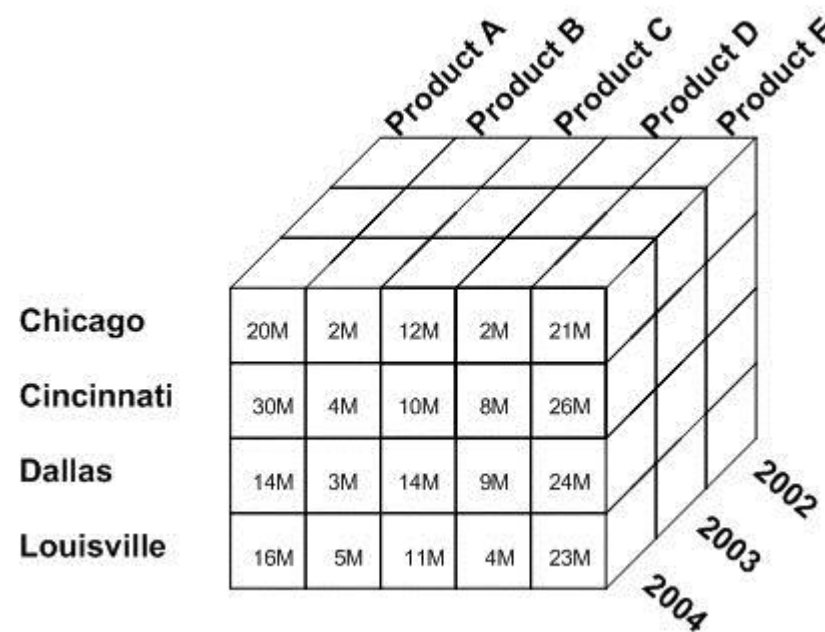 Product A
Product B
Product C
Product D
Product E
Chicago 20M 2M 12M 2M 21M
Cincinnati 30M 4M 10M 8M 26M
Dallas 14M 3M 14M 9M 24M
Louisville 16M 5M 11M 4M 23M
2002
2003
2004